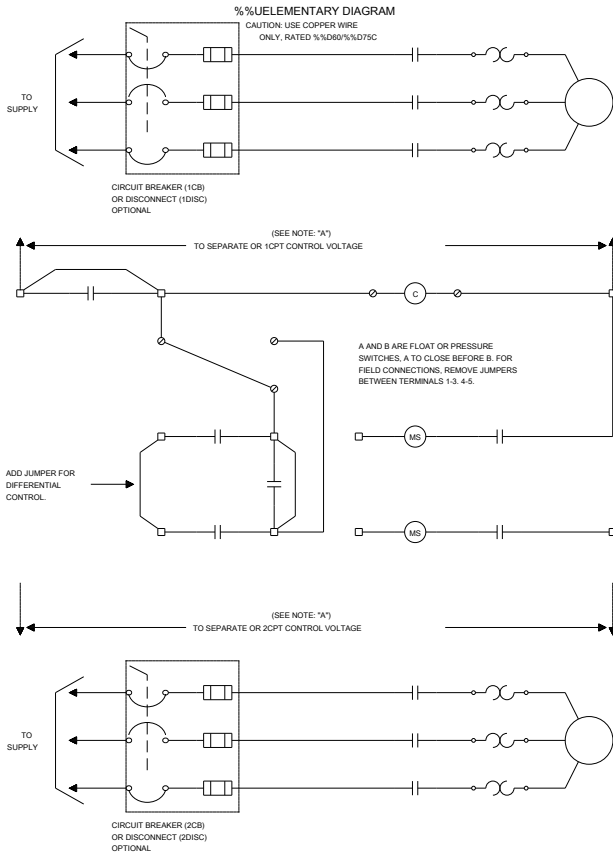 %%UELEMENTARY DIAGRAM
CAUTION: USE COPPER WIRE
ONLY, RATED %%D60/%%D75C
TO
SUPPLY
CIRCUIT BREAKER (1CB)
OR DISCONNECT (1DISC)
OPTIONAL
(SEE NOTE: "A")
TO SEPARATE OR 1CPT CONTROL VOLTAGE
C
A AND B ARE FLOAT OR PRESSURE
SWITCHES, A TO CLOSE BEFORE B. FOR
FIELD CONNECTIONS, REMOVE JUMPERS
BETWEEN TERMINALS 1-3. 4-5.
MS
ADD JUMPER FOR
DIFFERENTIAL
CONTROL.
MS
(SEE NOTE: "A")
TO SEPARATE OR 2CPT CONTROL VOLTAGE
TO
SUPPLY
CIRCUIT BREAKER (2CB)
OR DISCONNECT (2DISC)
OPTIONAL